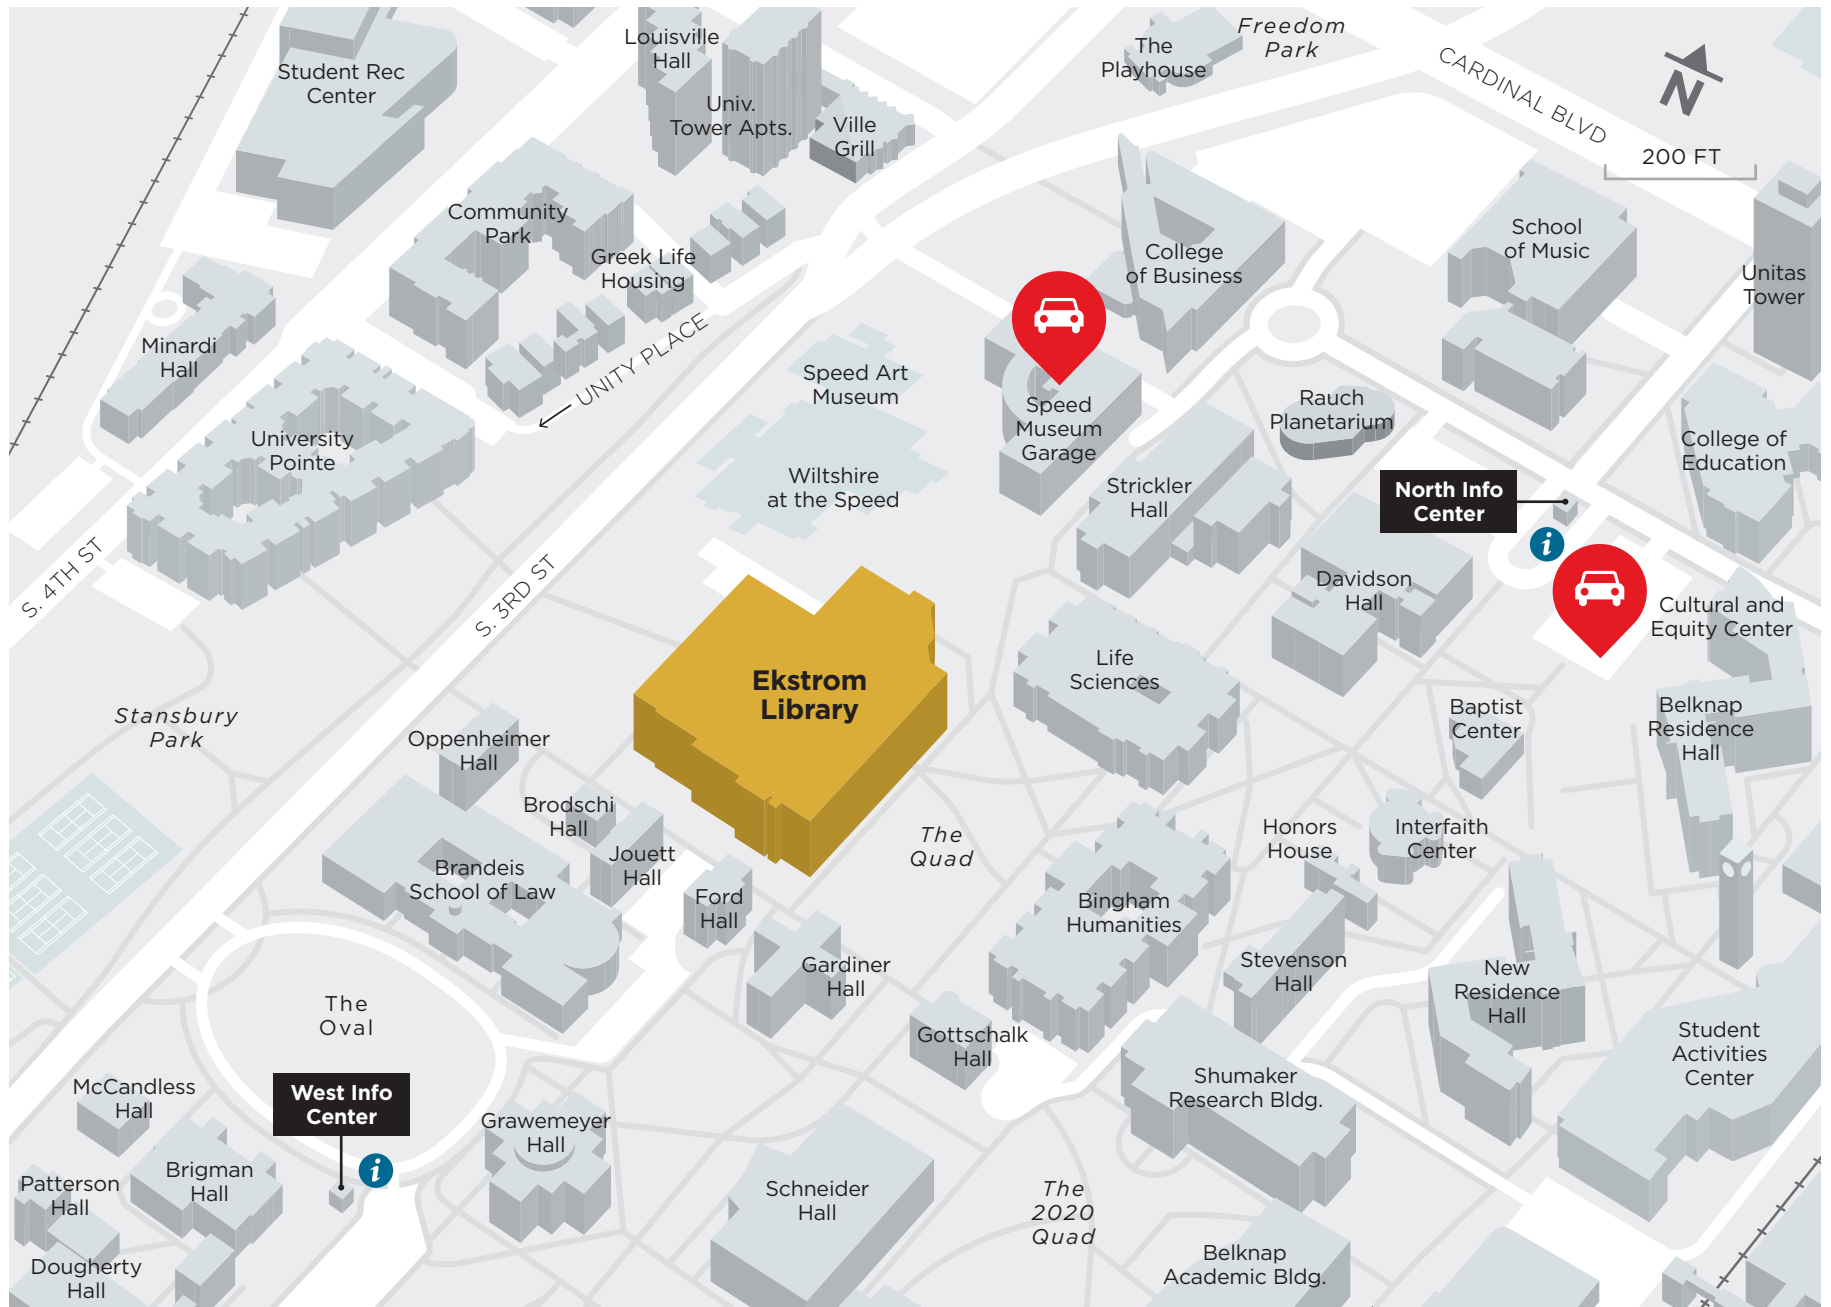 Student Rec
Center
Louisville
Hall
Univ.
Tower Apts.
Ville
Grill
The
Playhouse
Freedom
Park
CARDINAL BLVD
N
200 FT
Community
Park
Greek Life
Housing
College
of Business
School
of Music
Unitas
Tower
Minardi
Hall
UNITY PLACE
Speed Art
Museum
Speed
Museum
Garage
Rauch
Planetarium
University
Pointe
Wiltshire
at the Speed
Strickler
Hall
North Info
Center
i
College of
Education
S. 4TH ST
S. 3RD ST
Davidson
Hall
Cultural and
Equity Center
Ekstrom
Library
Life
Sciences
Stansbury
Park
Oppenheimer
Hall
Baptist
Center
Belknap
Residence
Hall
Brodschi
Hall
Jouett
Hall
The
Quad
Honors
House
Interfaith
Center
Brandeis
School of Law
Ford
Hall
Bingham
Humanities
Gardiner
Hall
Stevenson
Hall
New
Residence
Hall
The
Oval
Gottschalk
Hall
Student
Activities
Center
McCandless
Hall
West Info
Center
i
Grawemeyer
Hall
Shumaker
Research Bldg.
Patterson
Hall
Brigman
Hall
Schneider
Hall
The
2020
Quad
Dougherty
Hall
Belknap
Academic Bldg.